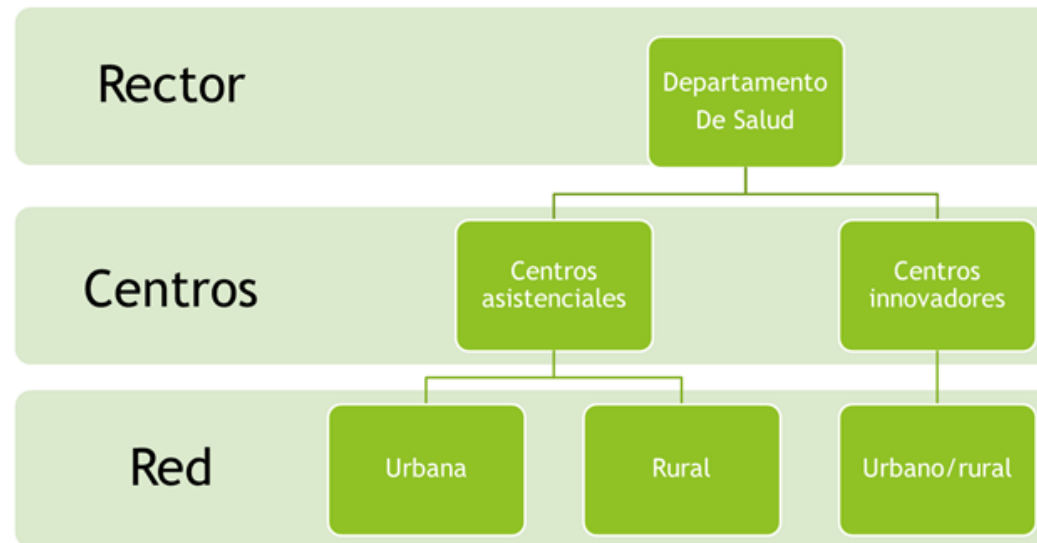 Rector
Departamento
De Salud
Centros
Centros
asistenciales
Centros
innovadores
Red
Urbana
Rural
Urbano/rural